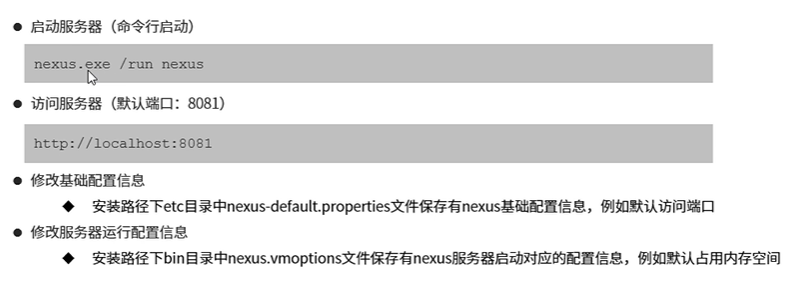 ● 启动服务器（命令行启动）
nexus.exe /run nexus
● 访问服务器（默认端口：8081）
http://localhost:8081
● 修改基础配置信息
◆ 安装路径下etc目录中nexus-default.properties文件保存有nexus基础配置信息，例如默认访问端口
● 修改服务器运行配置信息
◆ 安装路径下bin目录中nexus.vmoptions文件保存有nexus服务器启动对应的配置信息，例如默认占用内存空间